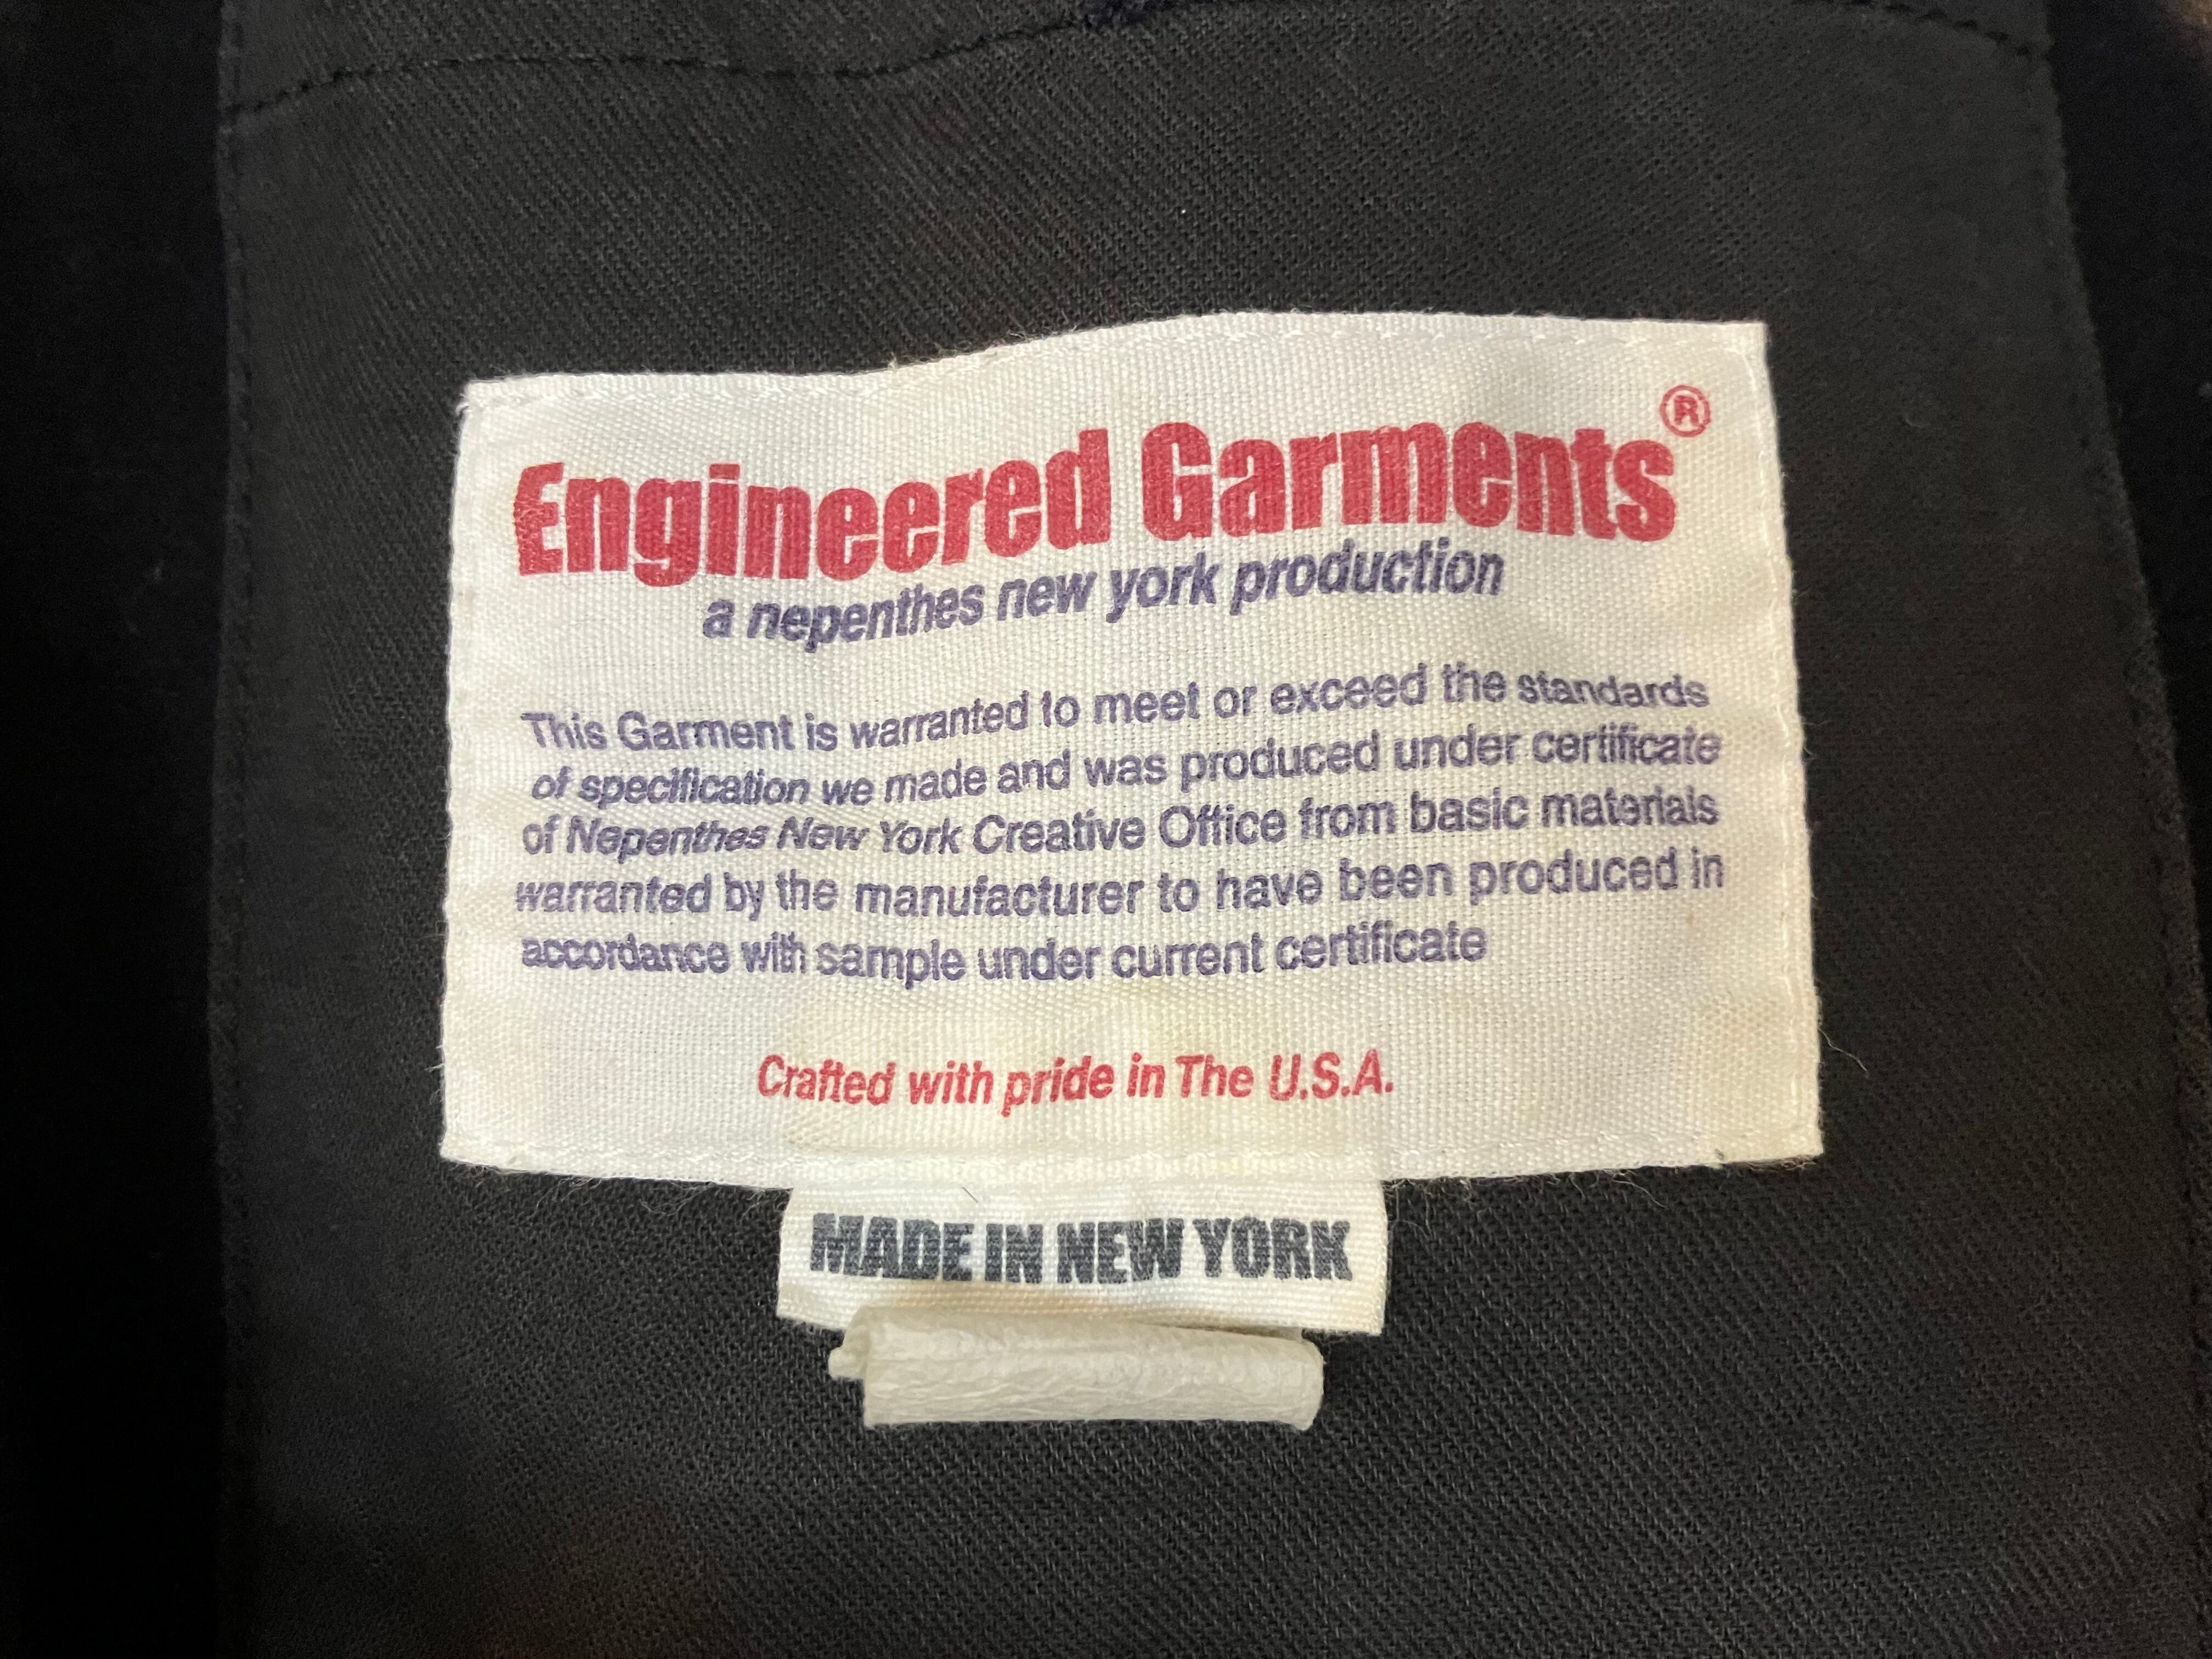 Engineered Garments®
a nepenthes new york production
This Garment is warranted to meet or exceed the standards
of specification we made and was produced under certificate
of Nepenthes New York Creative Office from basic materials
warranted by the manufacturer to have been produced in
accordance with sample under current certificate
Crafted with pride in The U.S.A.
MADE IN NEW YORK